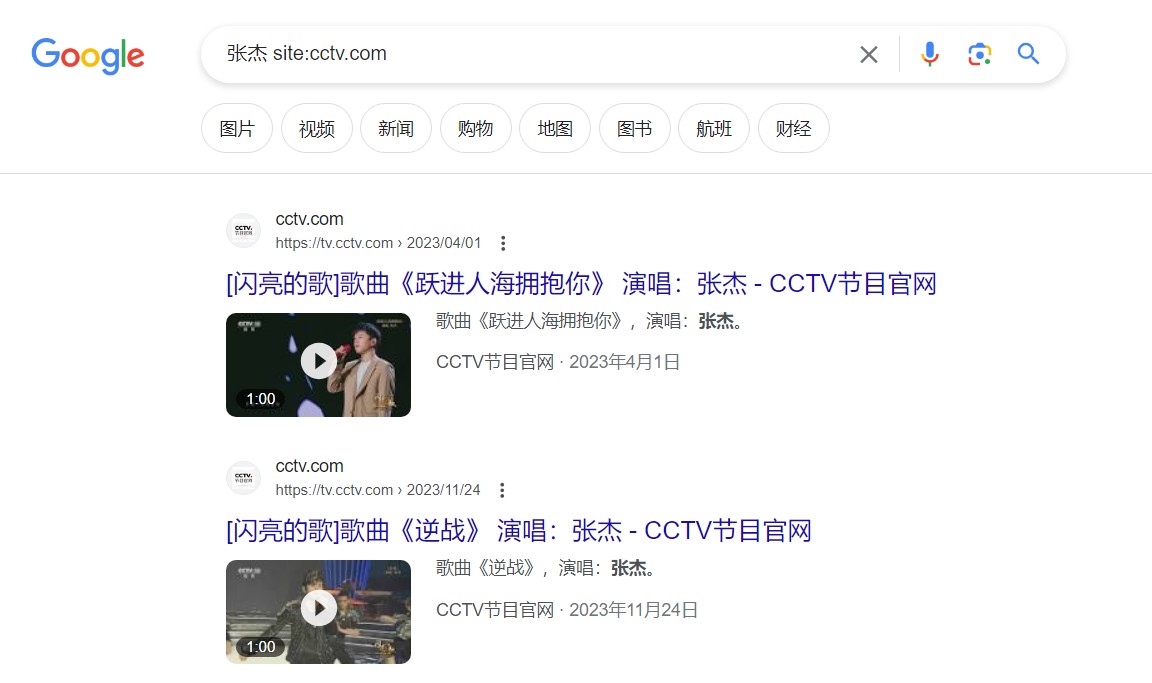 Google
张杰 site:cctv.com
图片 视频 新闻 购物 地图 图书 航班 财经
cctv.com
https://tv.cctv.com › 2023/04/01
[闪亮的歌]歌曲《跃进人海拥抱你》 演唱：张杰 - CCTV节目官网
歌曲《跃进人海拥抱你》，演唱：张杰。
CCTV节目官网 · 2023年4月1日
1:00
cctv.com
https://tv.cctv.com › 2023/11/24
[闪亮的歌]歌曲《逆战》 演唱：张杰 - CCTV节目官网
歌曲《逆战》，演唱：张杰。
CCTV节目官网 · 2023年11月24日
1:00